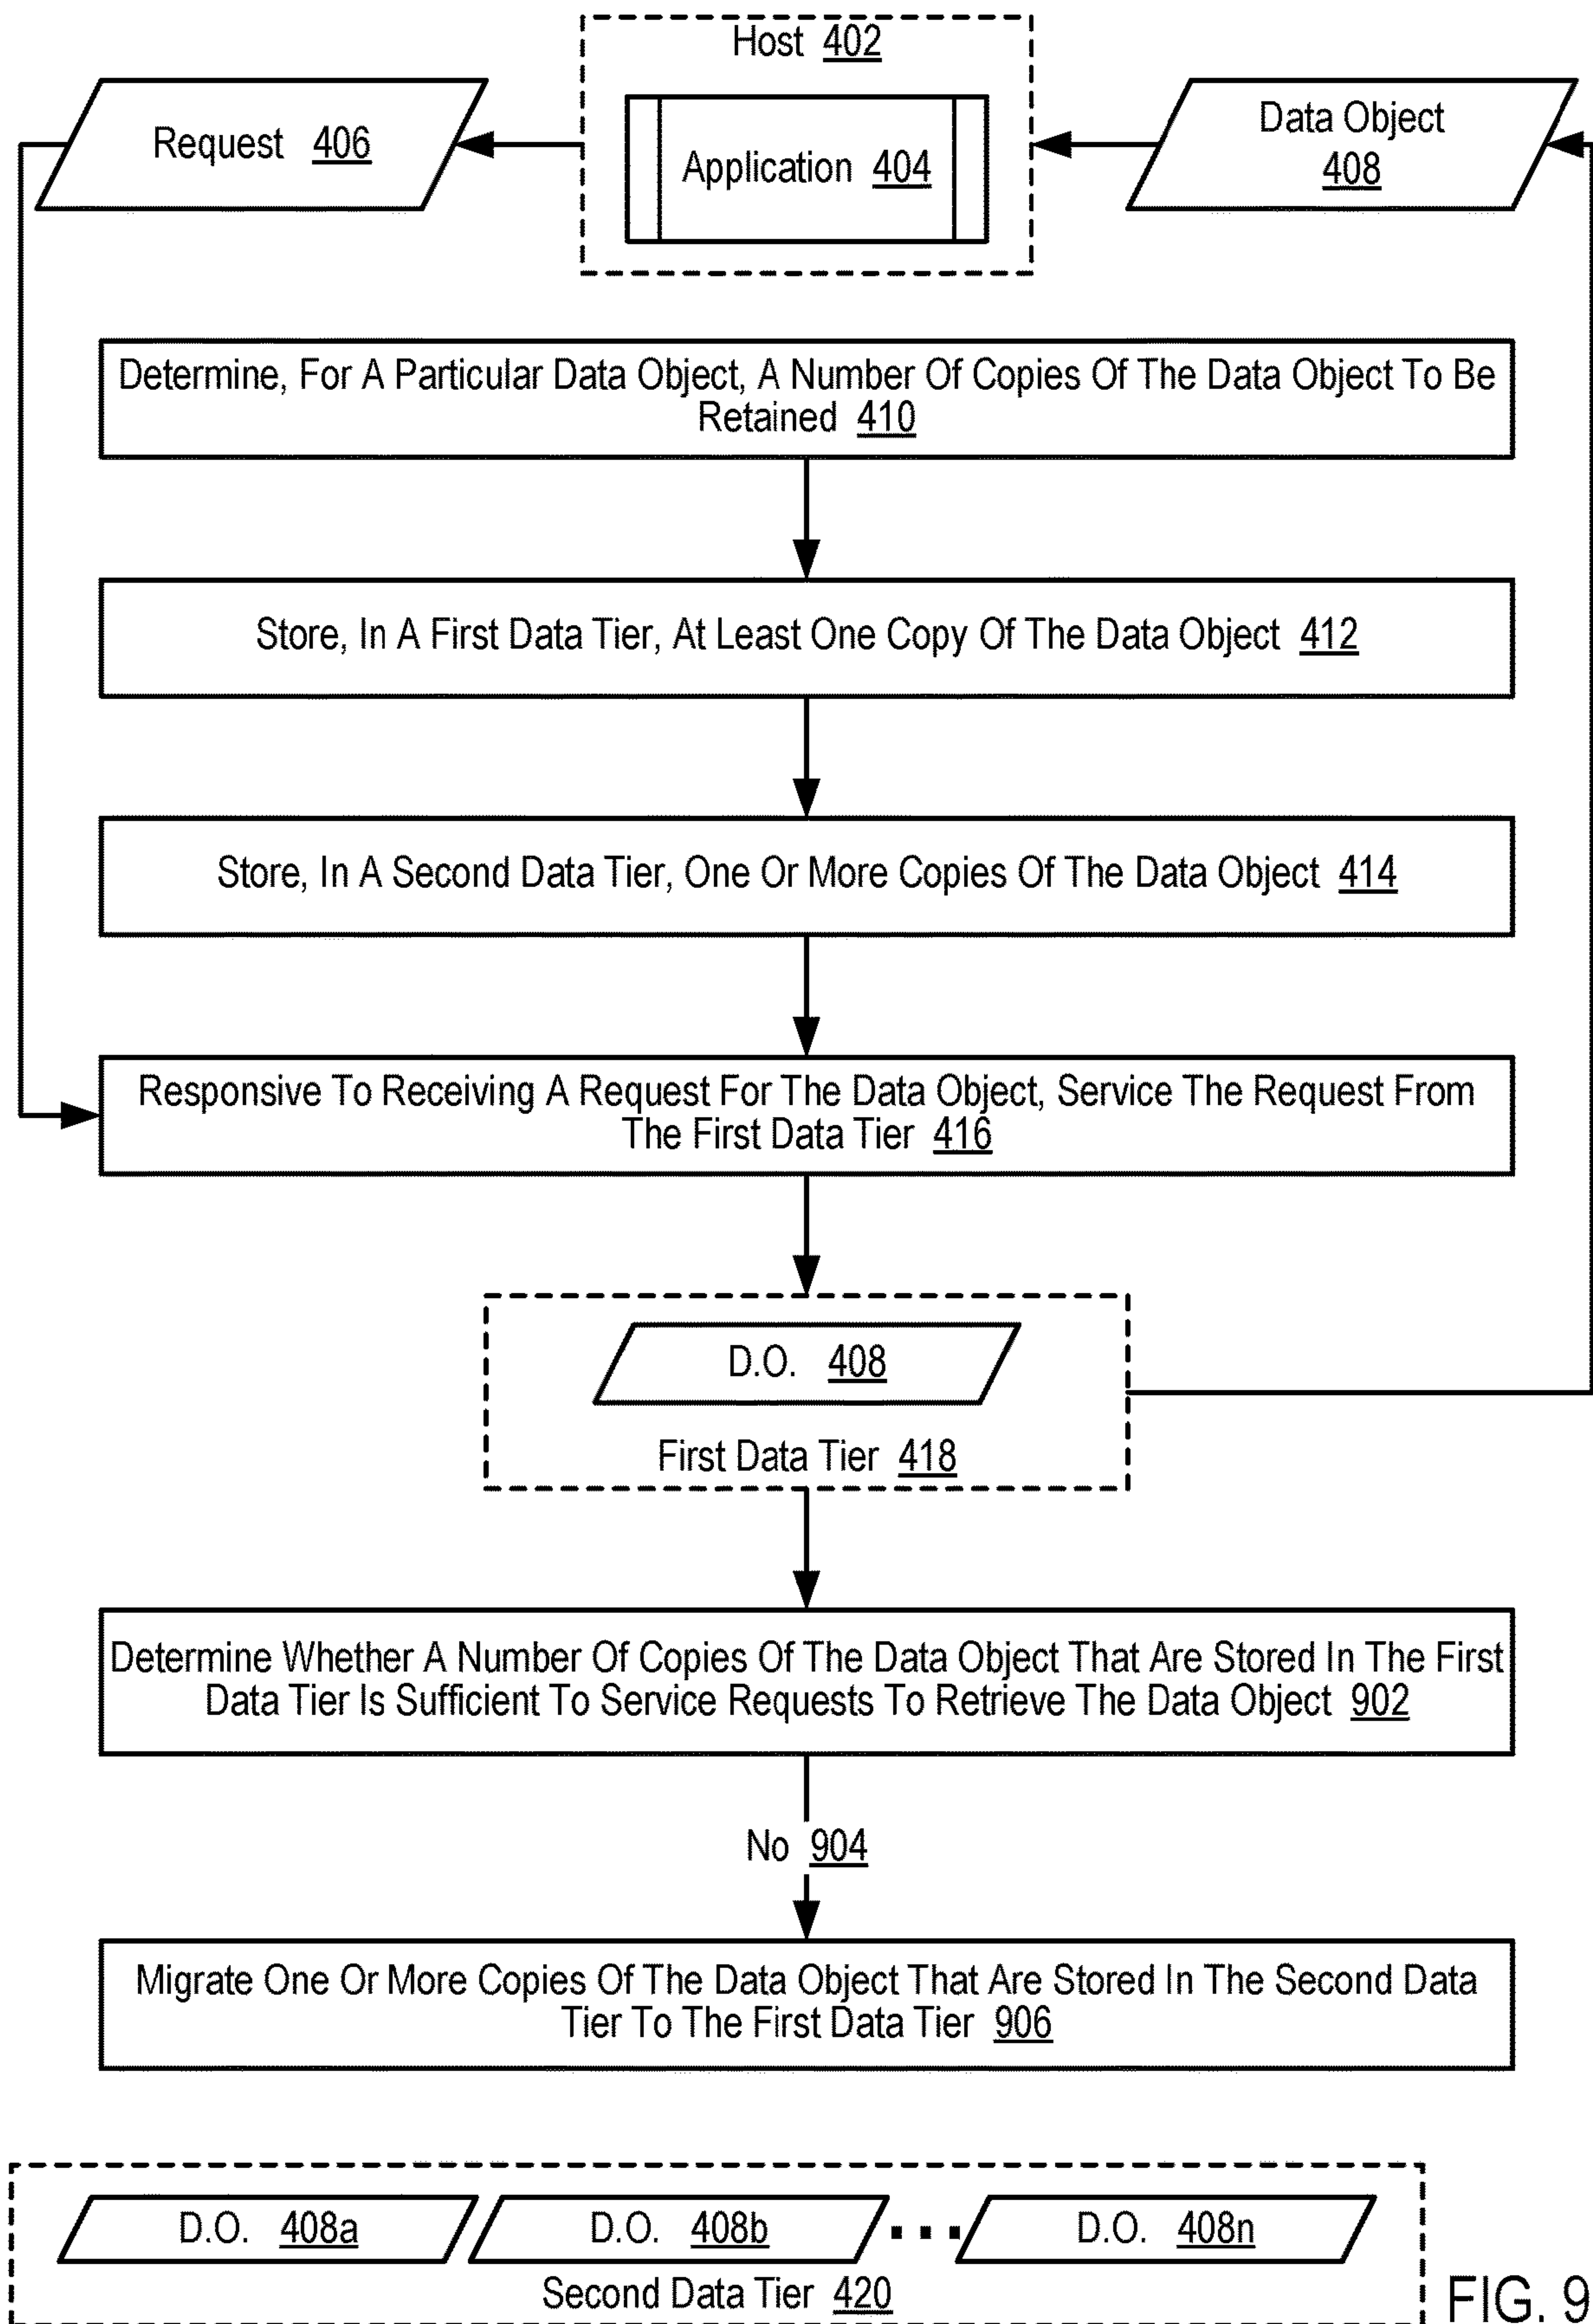 Host 402
Request 406
Application 404
Data Object
408
Determine, For A Particular Data Object, A Number Of Copies Of The Data Object To Be
Retained 410
Store, In A First Data Tier, At Least One Copy Of The Data Object 412
Store, In A Second Data Tier, One Or More Copies Of The Data Object 414
Responsive To Receiving A Request For The Data Object, Service The Request From
The First Data Tier 416
D.O. 408
First Data Tier 418
Determine Whether A Number Of Copies Of The Data Object That Are Stored In The First
Data Tier Is Sufficient To Service Requests To Retrieve The Data Object 902
No 904
Migrate One Or More Copies Of The Data Object That Are Stored In The Second Data
Tier To The First Data Tier 906
D.O. 408a D.O. 408b ... D.O. 408n
Second Data Tier 420
FIG. 9